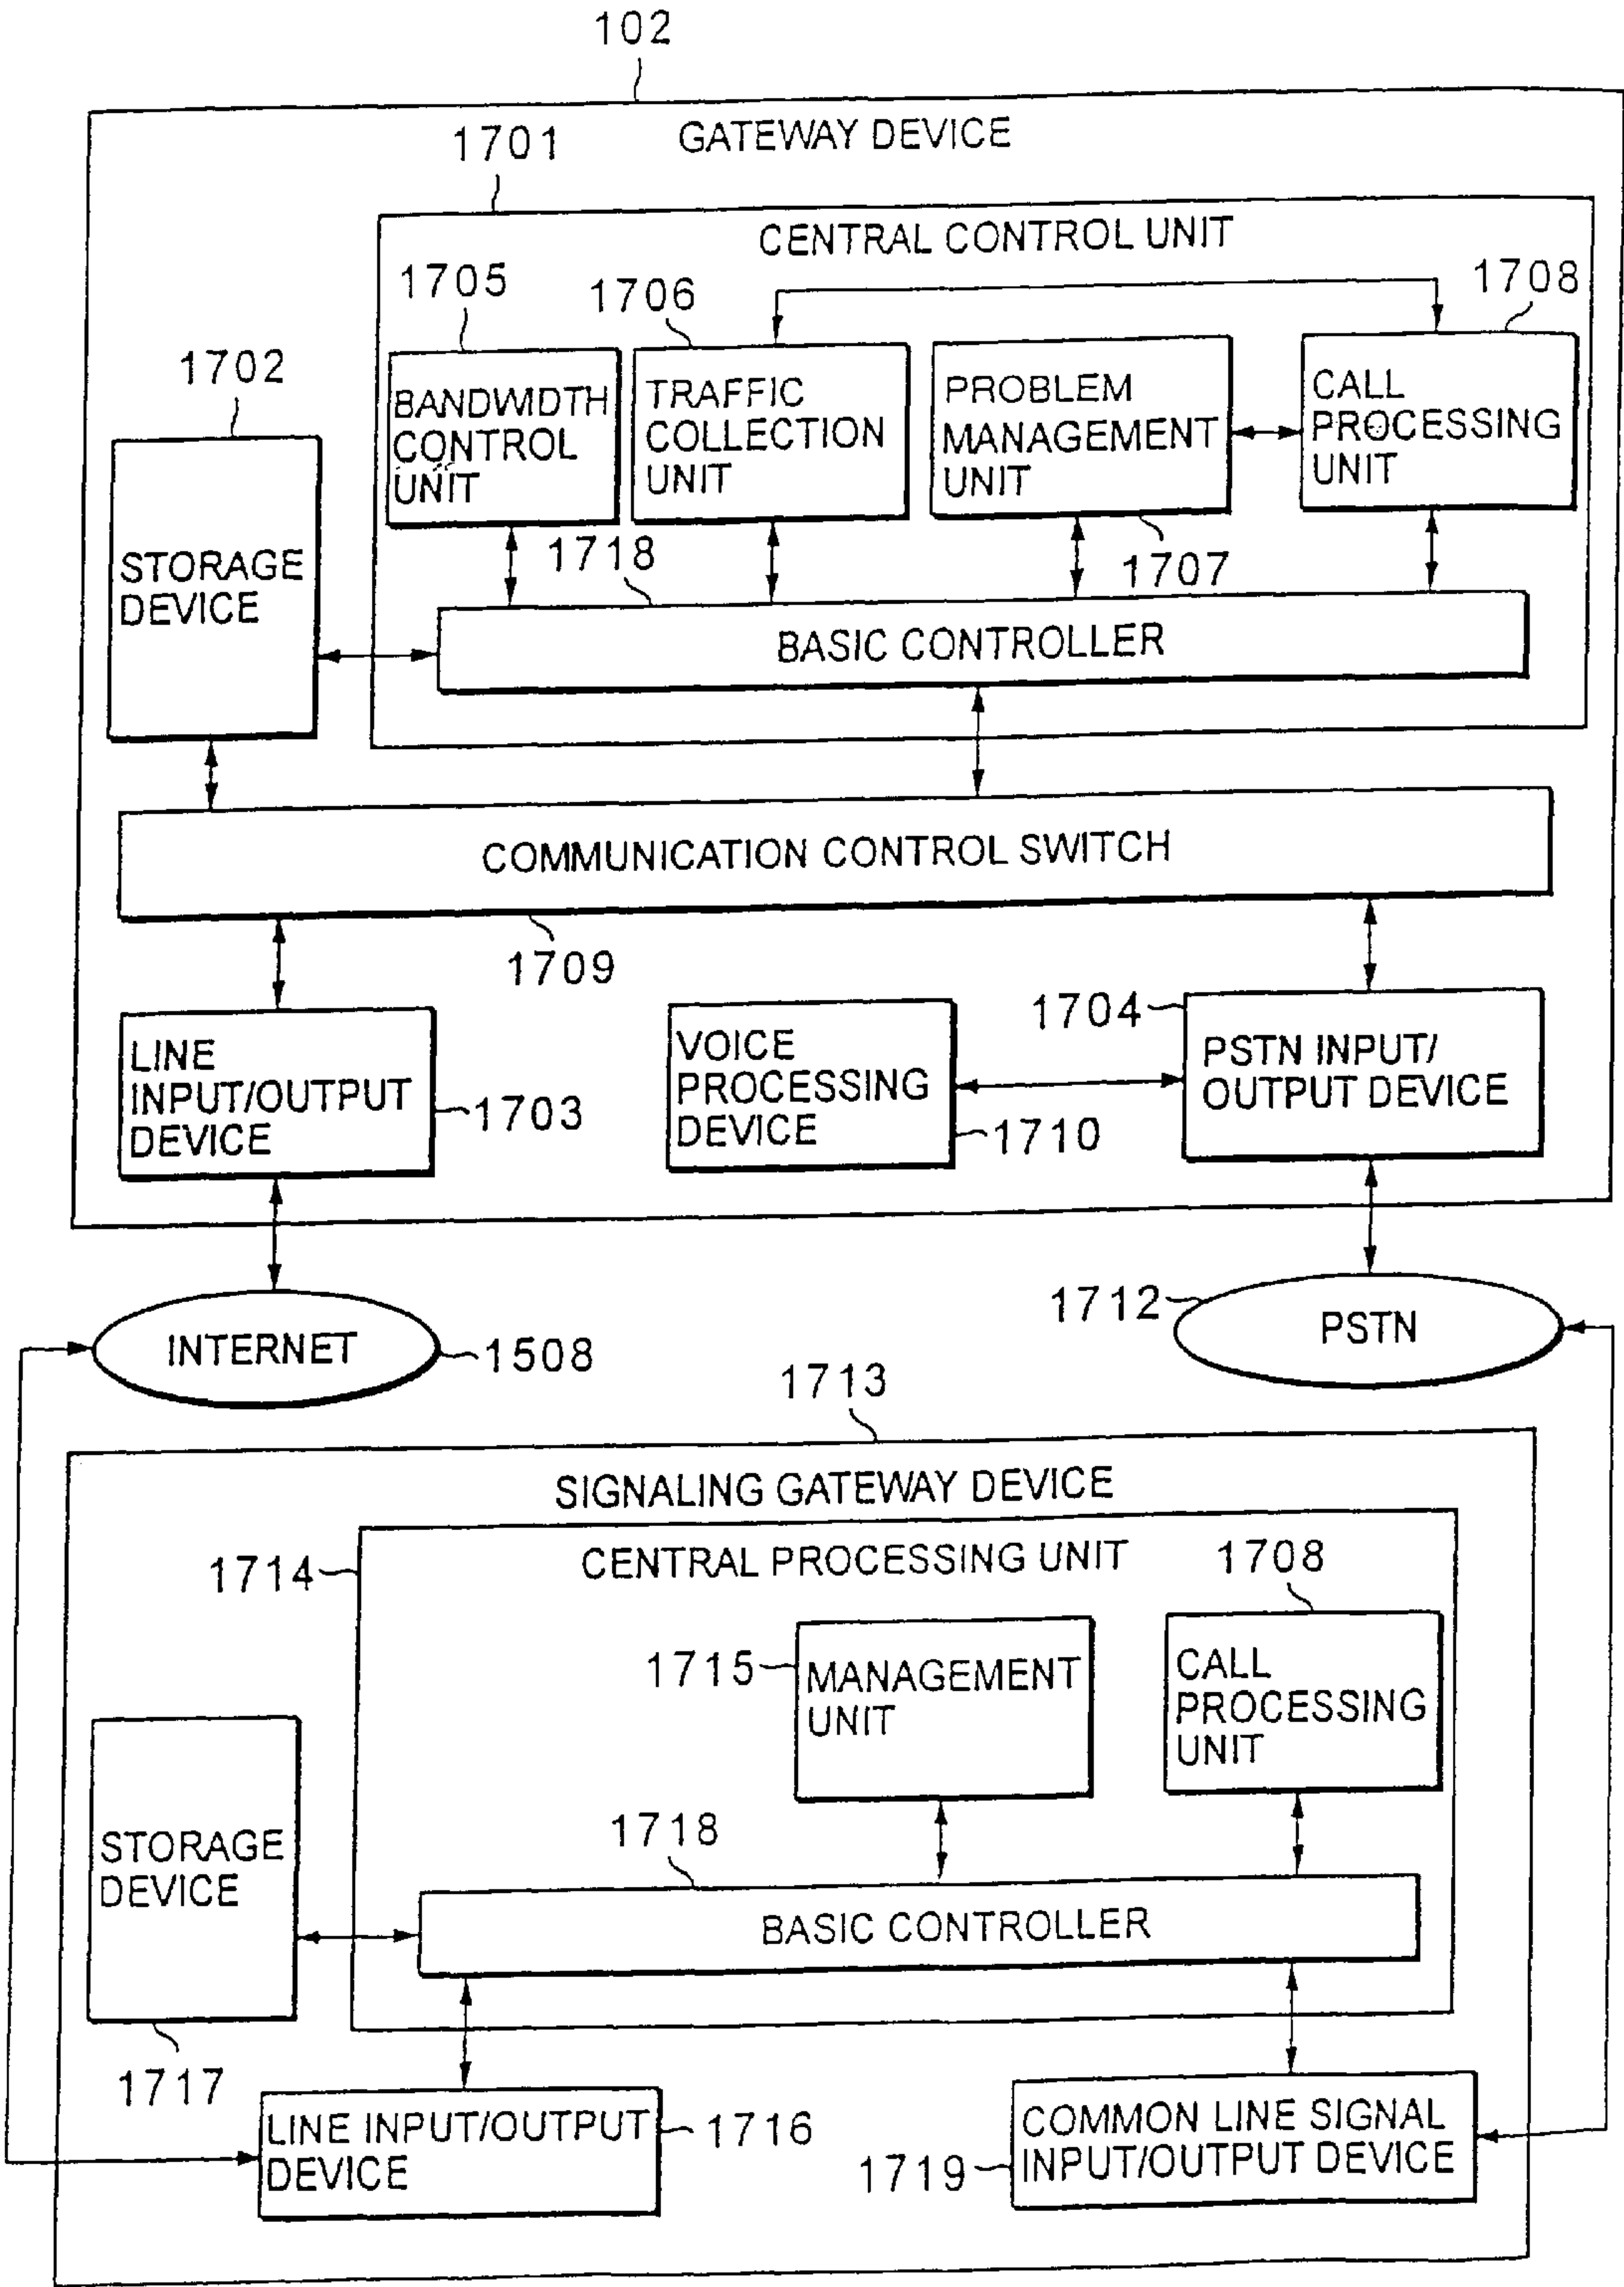 102
GATEWAY DEVICE
1701
CENTRAL CONTROL UNIT
1705
1706
1708
1702
BANDWIDTH
CONTROL
UNIT
TRAFFIC
COLLECTION
UNIT
PROBLEM
MANAGEMENT
UNIT
CALL
PROCESSING
UNIT
STORAGE
DEVICE
1718
1707
BASIC CONTROLLER
COMMUNICATION CONTROL SWITCH
1709
LINE
INPUT/OUTPUT
DEVICE
1703
VOICE
PROCESSING
DEVICE
1710
1704
PSTN INPUT/
OUTPUT DEVICE
INTERNET
1508
1712
PSTN
1713
SIGNALING GATEWAY DEVICE
1714
CENTRAL PROCESSING UNIT
1708
1715
MANAGEMENT
UNIT
CALL
PROCESSING
UNIT
STORAGE
DEVICE
1718
BASIC CONTROLLER
1717
LINE INPUT/OUTPUT
DEVICE
1716
1719
COMMON LINE SIGNAL
INPUT/OUTPUT DEVICE